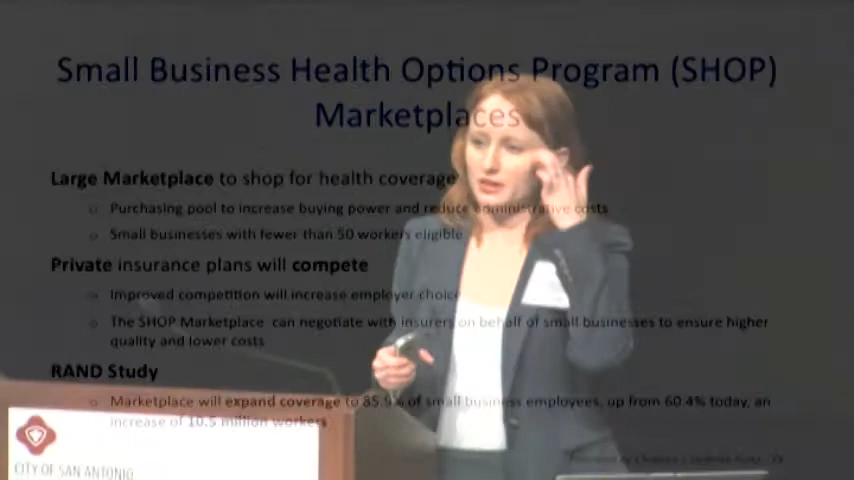 Small Business Health Options Program (SHOP)
Marketplaces
Large Marketplace to shop for health coverage
o Purchasing pool to increase buying power and reduce administrative costs
o Small businesses with fewer than 50 workers eligible
Private insurance plans will compete
o Improved competition will increase employer choice
o The SHOP Marketplace can negotiate with insurers on behalf of small businesses to ensure higher
quality and lower costs
RAND Study
o Marketplace will expand coverage to 85.9% of small business employees, up from 60.4% today, an
increase of 10.5 million workers
CITY OF SAN ANTONIO